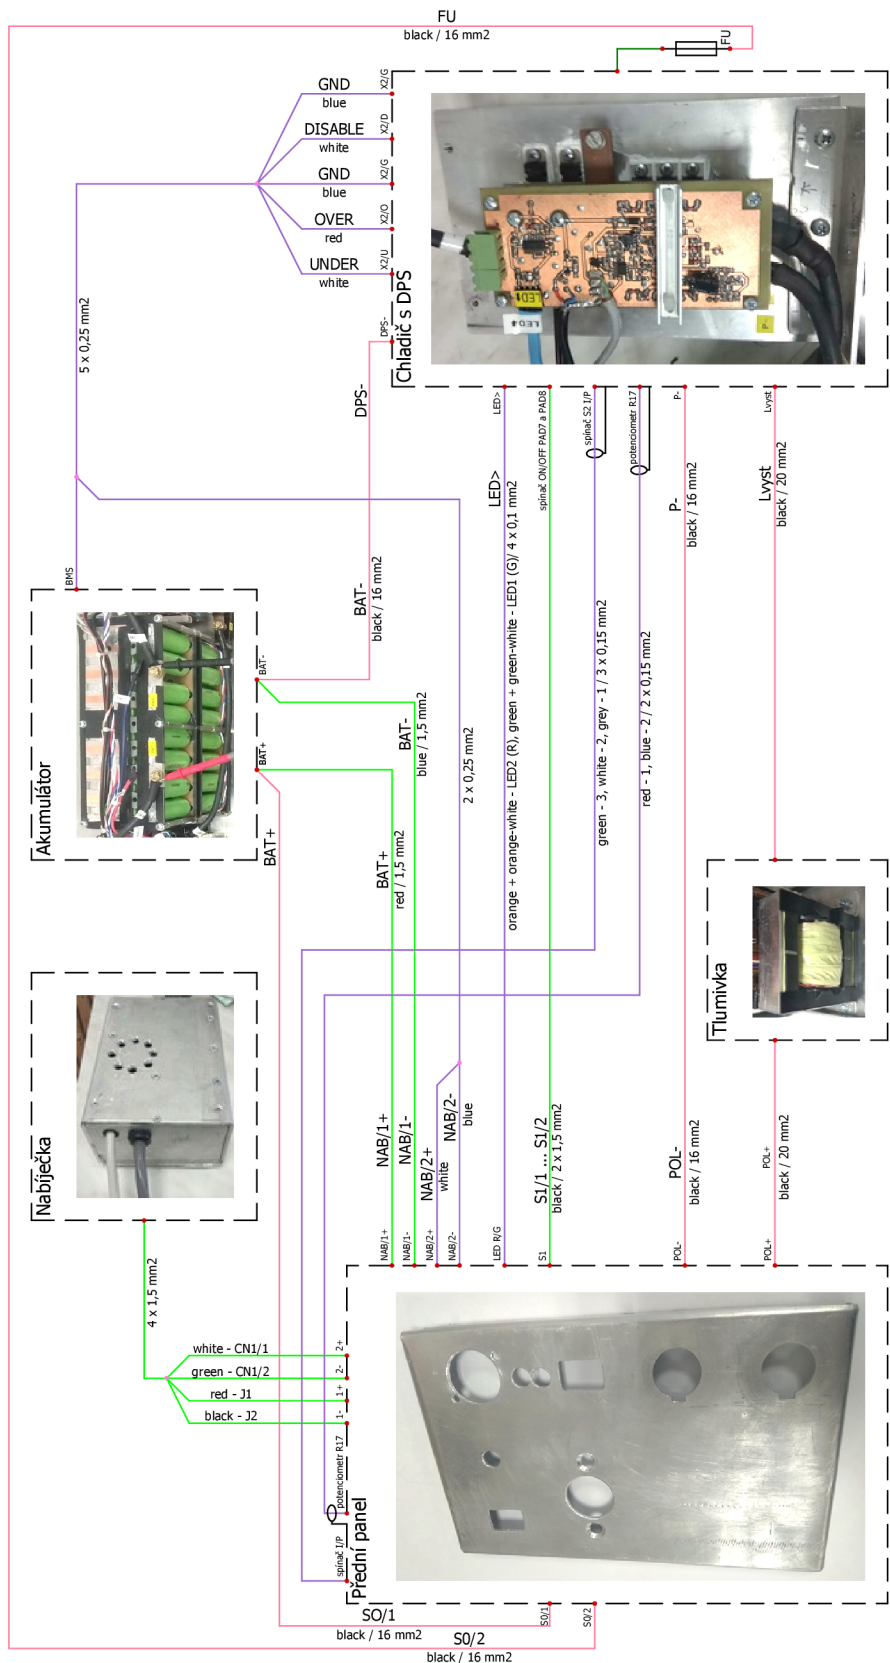 FU
black / 16 mm2
FU
GND
blue
X2/G
DISABLE
white
X2/D
GND
blue
X2/G
OVER
red
X2/O
UNDER
white
X2/U
DPS-
Chladič s DPS
LED
LED
P-
5 x 0,25 mm2
DPS-
BAT-
black / 16 mm2
LED>
spínač ON/OFF PAD7 a PAD8
spínač S2 I/P
potenciometr R17
P-
Lvyst
LED>
orange + orange-white - LED2 (R), green + green-white - LED1 (G)/ 4 x 0,1 mm2
P-
black / 16 mm2
Lvyst
black / 20 mm2
green - 3, white - 2, grey - 1 / 3 x 0,15 mm2
red - 1, blue - 2 / 2 x 0,15 mm2
BMS
Akumulátor
BAT-
BAT+
BAT+
BAT-
blue / 1,5 mm2
BAT+
red / 1,5 mm2
2 x 0,25 mm2
Tlumivka
Nabíječka
4 x 1,5 mm2
NAB/1+
NAB/1-
NAB/2+
white
NAB/2-
blue
S1/1 ... S1/2
black / 2 x 1,5 mm2
POL-
black / 16 mm2
POL+
black / 20 mm2
NAB/1+
NAB/1-
NAB/2+
NAB/2-
LED R/G
S1
POL-
POL+
white - CN1/1
2+
green - CN1/2
2-
red - J1
1+
black - J2
1-
potenciometr R17
spínač I/P
Přední panel
SO/1
black / 16 mm2
S0/1
S0/2
S0/2
black / 16 mm2